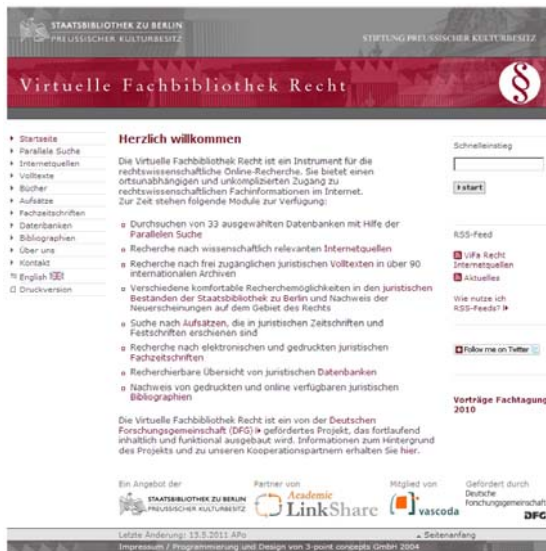 STAATSBIBLIOTHEK ZU BERLIN
PREUSSISCHER KULTURBESITZ
STIFTUNG PREUSSISCHER KULTURBESITZ
Virtuelle Fachbibliothek Recht
§
Startseite
Parallele Suche
Internetquellen
Volltexte
Bücher
Aufsätze
Fachzeitschriften
Datenbanken
Bibliographien
Über uns
Kontakt
English
Druckversion
Herzlich willkommen
Die Virtuelle Fachbibliothek Recht ist ein Instrument für die
rechtswissenschaftliche Online-Recherche. Sie bietet einen
ortsunabhängigen und unkomplizierten Zugang zu
rechtswissenschaftlichen Fachinformationen im Internet.
Zur Zeit stehen folgende Module zur Verfügung:
Durchsuchen von 33 ausgewählten Datenbanken mit Hilfe der
Parallelen Suche
Recherche nach wissenschaftlich relevanten Internetquellen
Recherche nach frei zugänglichen juristischen Volltexten in über 90
internationalen Archiven
Verschiedene komfortable Recherchemöglichkeiten in den juristischen
Beständen der Staatsbibliothek zu Berlin und Nachweis der
Neuerscheinungen auf dem Gebiet des Rechts
Suche nach Aufsätzen, die in juristischen Zeitschriften und
Festschriften erschienen sind
Recherche nach elektronischen und gedruckten juristischen
Fachzeitschriften
Recherchierbare Übersicht von juristischen Datenbanken
Nachweis von gedruckten und online verfügbaren juristischen
Bibliographien
Die Virtuelle Fachbibliothek Recht ist ein von der Deutschen
Forschungsgemeinschaft (DFG) gefördertes Projekt, das fortlaufend
inhaltlich und funktional ausgebaut wird. Informationen zum Hintergrund
des Projekts und zu unseren Kooperationspartnern erhalten Sie hier.
Schnelleinstieg
start
RSS-Feed
ViFa Recht
Internetquellen
Aktuelles
Wie nutze ich
RSS-Feeds?
Follow me on Twitter
Vorträge Fachtagung
2010
Ein Angebot der
STAATSBIBLIOTHEK ZU BERLIN
PREUSSISCHER KULTURBESITZ
Partner von
Academic
LinkShare
Mitglied von
vascoda
Gefördert durch
Deutsche
Forschungsgemeinschaft
DFG
Letzte Änderung: 13.5.2011 APo
Seitenanfang
Impressum / Programmierung und Design von 3-point concepts GmbH 2004